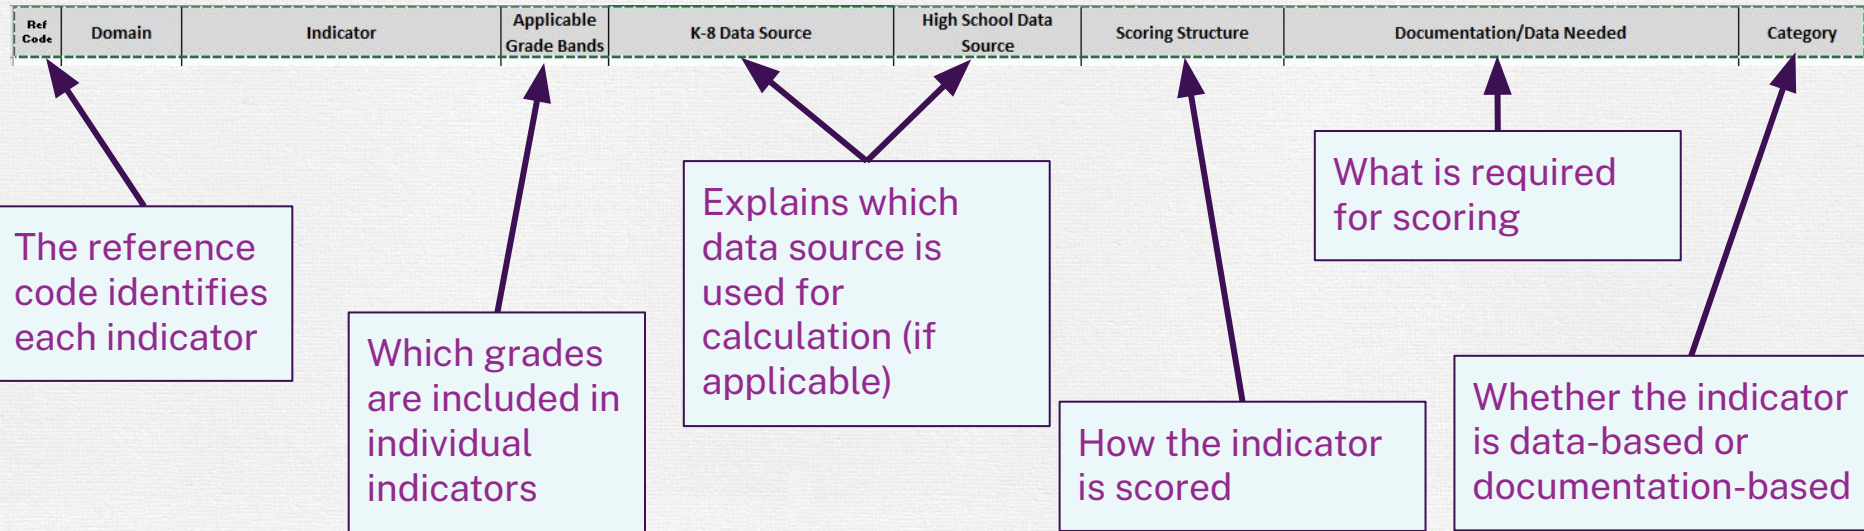 Ref
Code
Domain
Indicator
Applicable
Grade Bands
K-8 Data Source
High School Data
Source
Scoring Structure
Documentation/Data Needed
Category
The reference
code identifies
each indicator
Which grades
are included in
individual
indicators
Explains which
data source is
used for
calculation (if
applicable)
How the indicator
is scored
What is required
for scoring
Whether the indicator
is data-based or
documentation-based